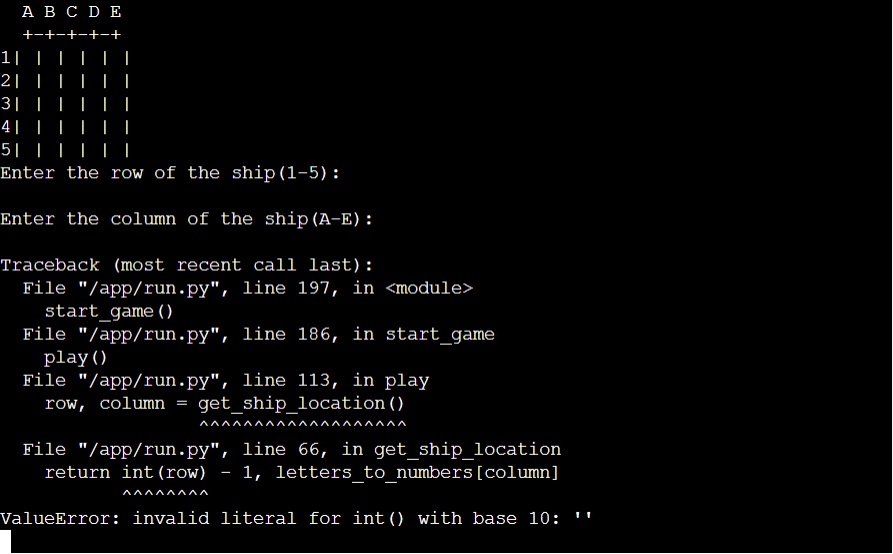 A B C D E
  +-+-+-+-+
1| | | | | |
2| | | | | |
3| | | | | |
4| | | | | |
5| | | | | |
Enter the row of the ship(1-5):
Enter the column of the ship(A-E):
Traceback (most recent call last):
  File "/app/run.py", line 197, in <module>
    start_game()
  File "/app/run.py", line 186, in start_game
    play()
  File "/app/run.py", line 113, in play
    row, column = get_ship_location()
                  ^^^^^^^^^^^^^^^^^^^
  File "/app/run.py", line 66, in get_ship_location
    return int(row) - 1, letters_to_numbers[column]
           ^^^^^^^^
ValueError: invalid literal for int() with base 10: ''